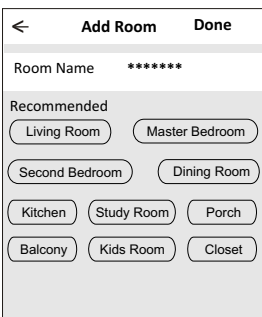 Add Room Done
Room Name *******
Recommended
Living Room Master Bedroom
Second Bedroom Dining Room
Kitchen Study Room Porch
Balcony Kids Room Closet